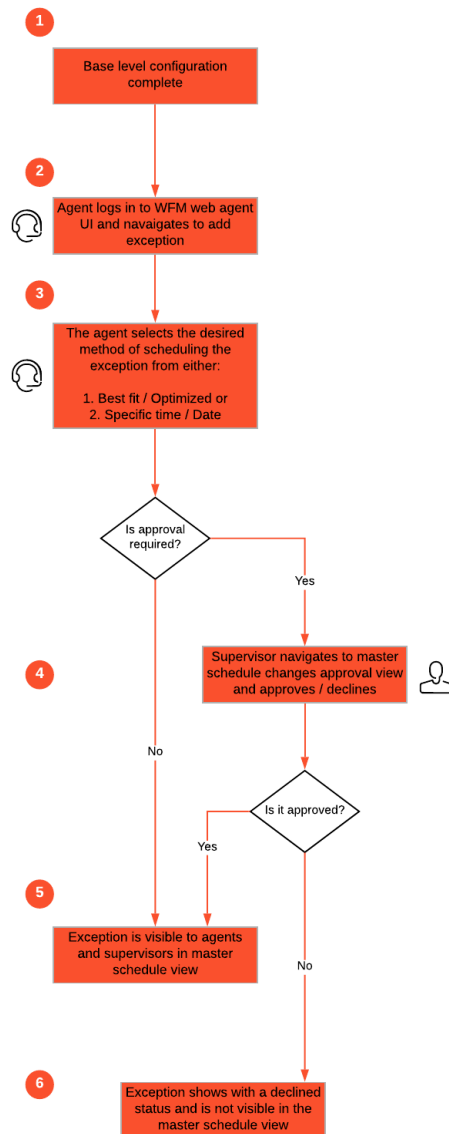 1
Base level configuration
complete
2
Agent logs in to WFM web agent
UI and navaigates to add
exception
3
The agent selects the desired
method of scheduling the
exception from either:
1. Best fit / Optimized or
2. Specific time / Date
Is approval
required?
Yes
4
Supervisor navigates to master
schedule changes approval view
and approves / declines
No
Is it approved?
Yes
5
Exception is visible to agents
and supervisors in master
schedule view
No
6
Exception shows with a declined
status and is not visible in the
master schedule view